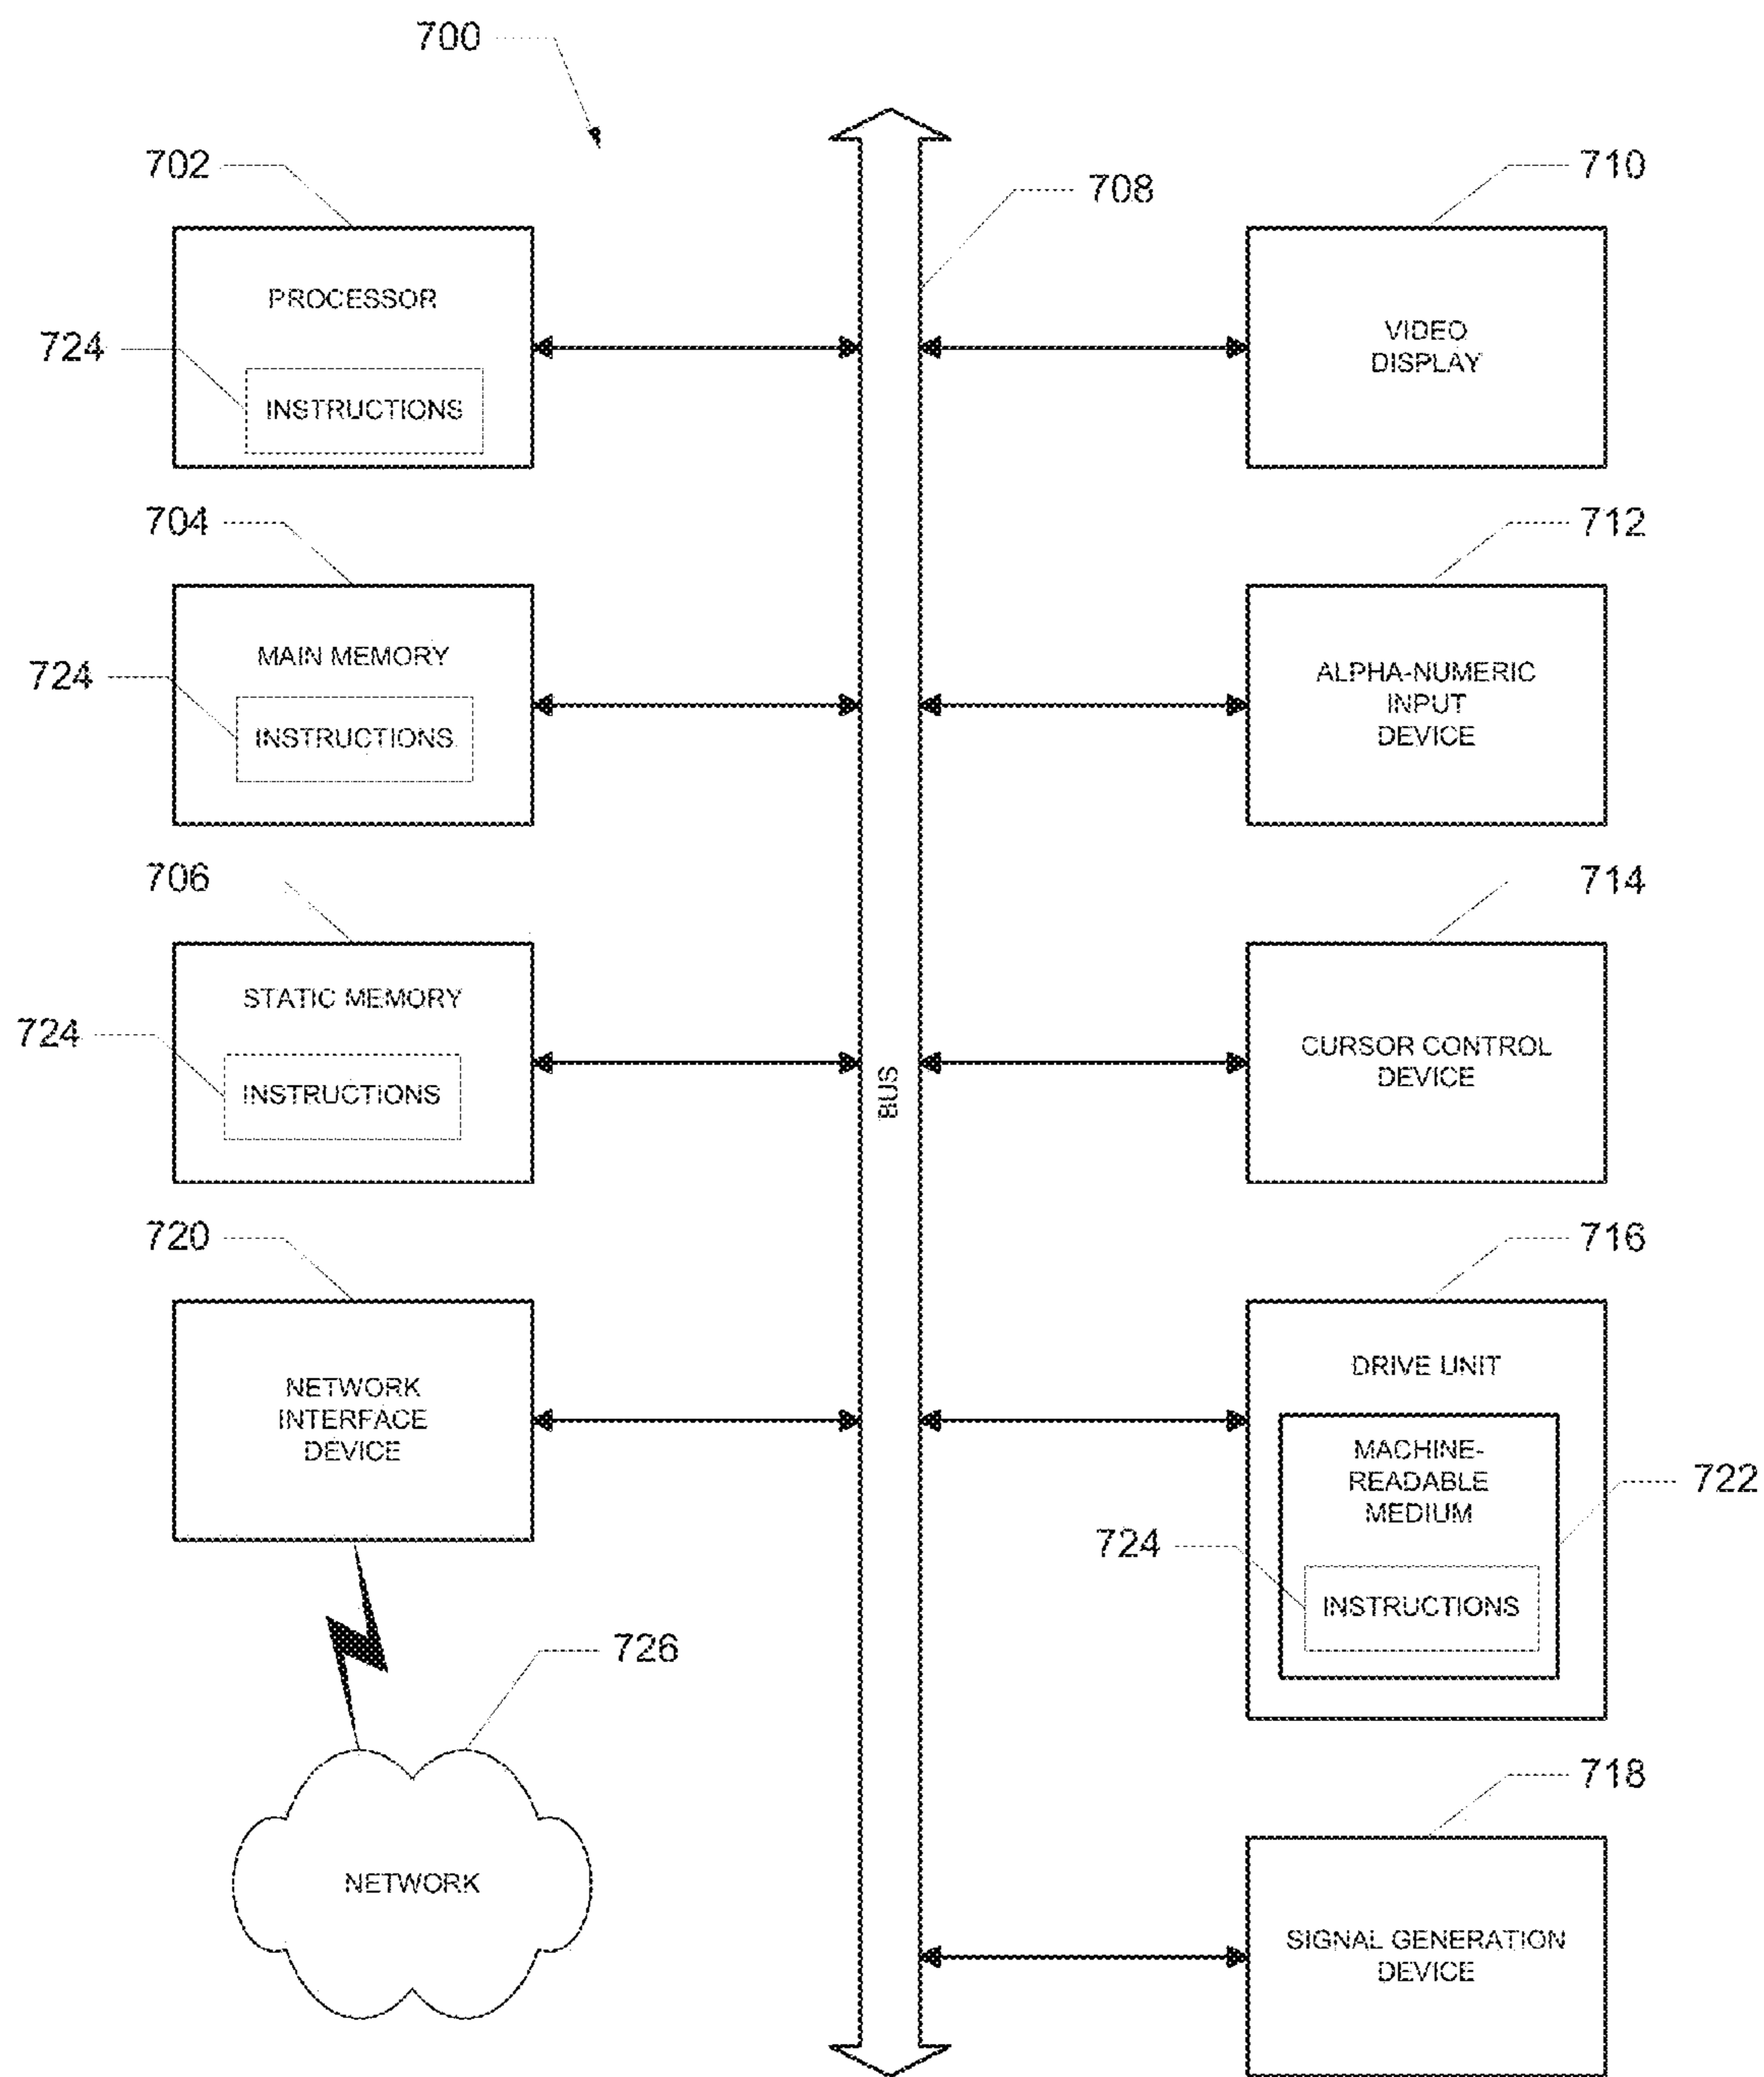 700
702
708
710
PROCESSOR
724
INSTRUCTIONS
VIDEO
DISPLAY
704
712
MAIN MEMORY
724
INSTRUCTIONS
ALPHA-NUMERIC
INPUT
DEVICE
706
714
STATIC MEMORY
724
INSTRUCTIONS
BUS
CURSOR CONTROL
DEVICE
720
716
NETWORK
INTERFACE
DEVICE
DRIVE UNIT
MACHINE-
READABLE
MEDIUM
722
724
INSTRUCTIONS
726
NETWORK
718
SIGNAL GENERATION
DEVICE